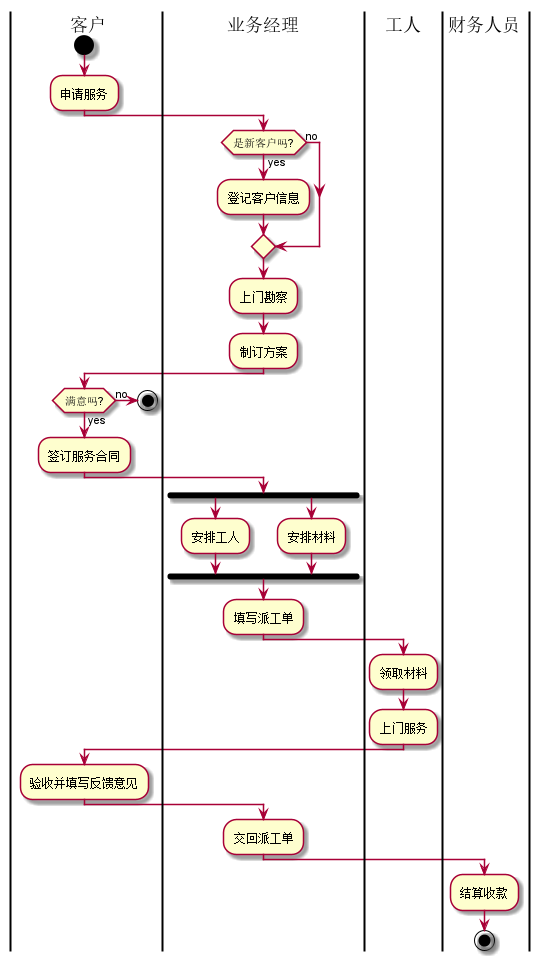 客户 业务经理 工人 财务人员
申请服务
是新客户吗? no
yes
登记客户信息
上门勘察
制订方案
满意吗? no
yes
签订服务合同
安排工人 安排材料
填写派工单
领取材料
上门服务
验收并填写反馈意见
交回派工单
结算收款